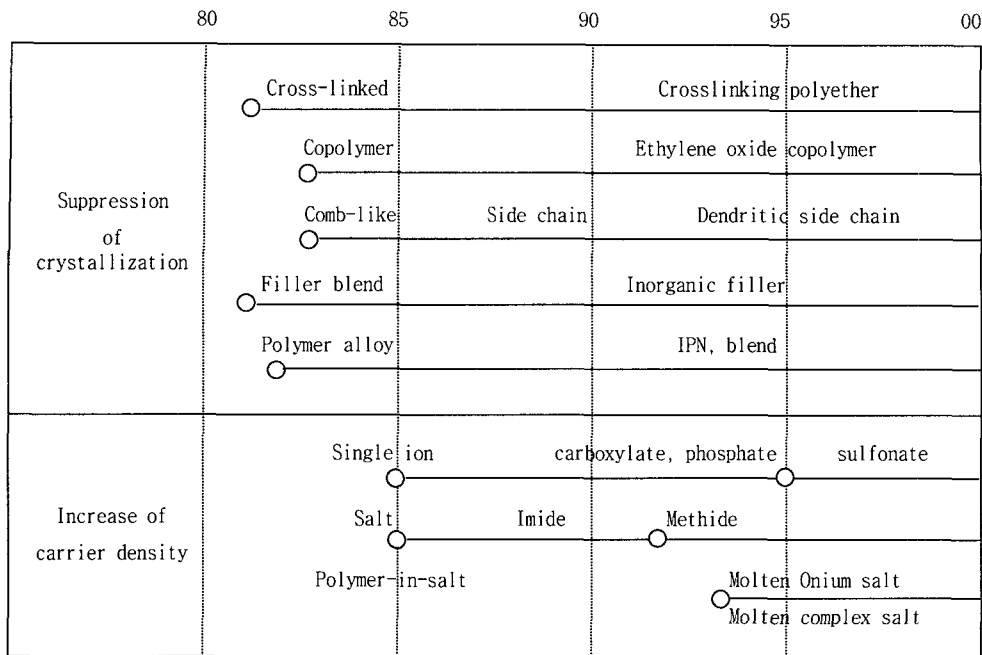 80 85 90 95 00
Cross-linked Crosslinking polyether
Copolymer Ethylene oxide copolymer
Suppression
of
crystallization
Comb-like Side chain Dendritic side chain
Filler blend Inorganic filler
Polymer alloy IPN, blend
Single ion carboxylate, phosphate sulfonate
Increase of
carrier density
Salt Imide Methide
Polymer-in-salt Molten Onium salt
Molten complex salt